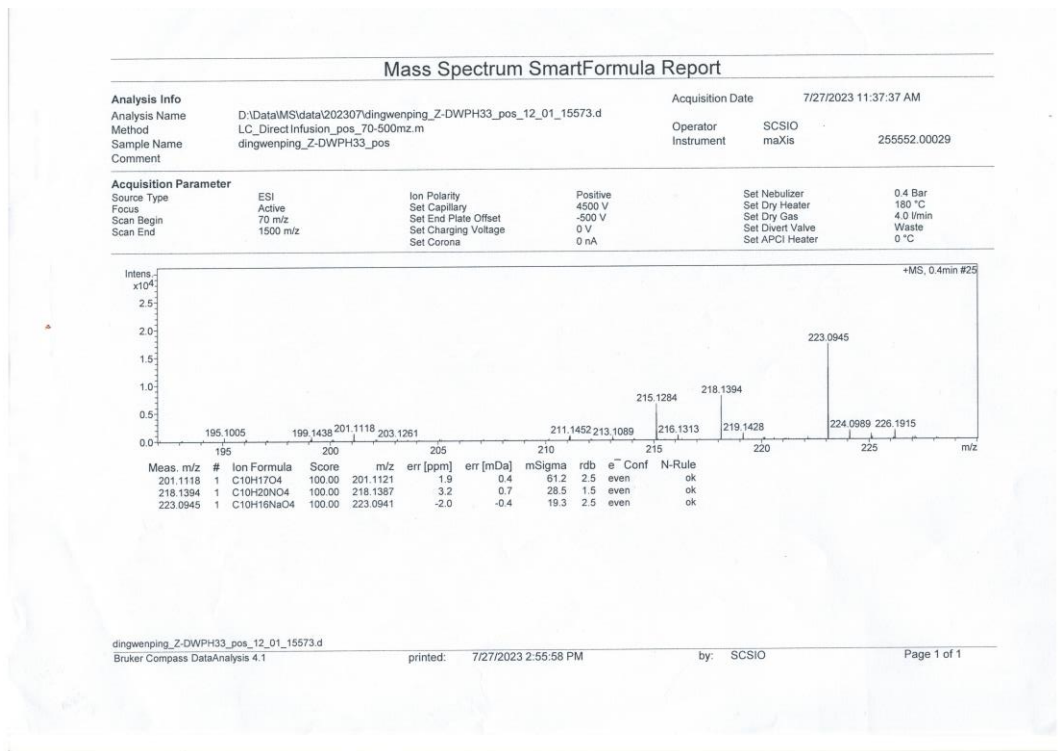 Mass Spectrum SmartFormula Report
Analysis Info
Acquisition Date 7/27/2023 11:37:37 AM
Analysis Name D:\Data\MS\data\202307\dingwenping_Z-DWPH33_pos_12_01_15573.d
Method LC_Direct Infusion_pos_70-500mz.m
Operator SCSIO
Sample Name dingwenping_Z-DWPH33_pos
Instrument maXis 255552.00029
Comment
Acquisition Parameter
Source Type ESI Ion Polarity Positive Set Nebulizer 0.4 Bar
Focus Active Set Capillary 4500 V Set Dry Heater 180 °C
Scan Begin 70 m/z Set End Plate Offset -500 V Set Dry Gas 4.0 l/min
Scan End 1500 m/z Set Charging Voltage 0 V Set Divert Valve Waste
Set Corona 0 nA Set APCI Heater 0 °C
Intens.
x10⁴
+MS, 0.4min #25
2.5
2.0
223.0945
1.5
1.0
218.1394
215.1284
0.5
195.1005 199.1438 201.1118 203.1261 211.1452 213.1089 216.1313 219.1428 224.0989 226.1915
0.0
195 200 205 210 215 220 225 m/z
Meas. m/z # Ion Formula Score m/z err [ppm] err [mDa] mSigma rdb e⁻ Conf N-Rule
201.1118 1 C10H17O4 100.00 201.1121 1.9 0.4 61.2 2.5 even ok
218.1394 1 C10H20NO4 100.00 218.1387 3.2 0.7 28.5 1.5 even ok
223.0945 1 C10H16NaO4 100.00 223.0941 -2.0 -0.4 19.3 2.5 even ok
dingwenping_Z-DWPH33_pos_12_01_15573.d
Bruker Compass DataAnalysis 4.1 printed: 7/27/2023 2:55:58 PM by: SCSIO Page 1 of 1